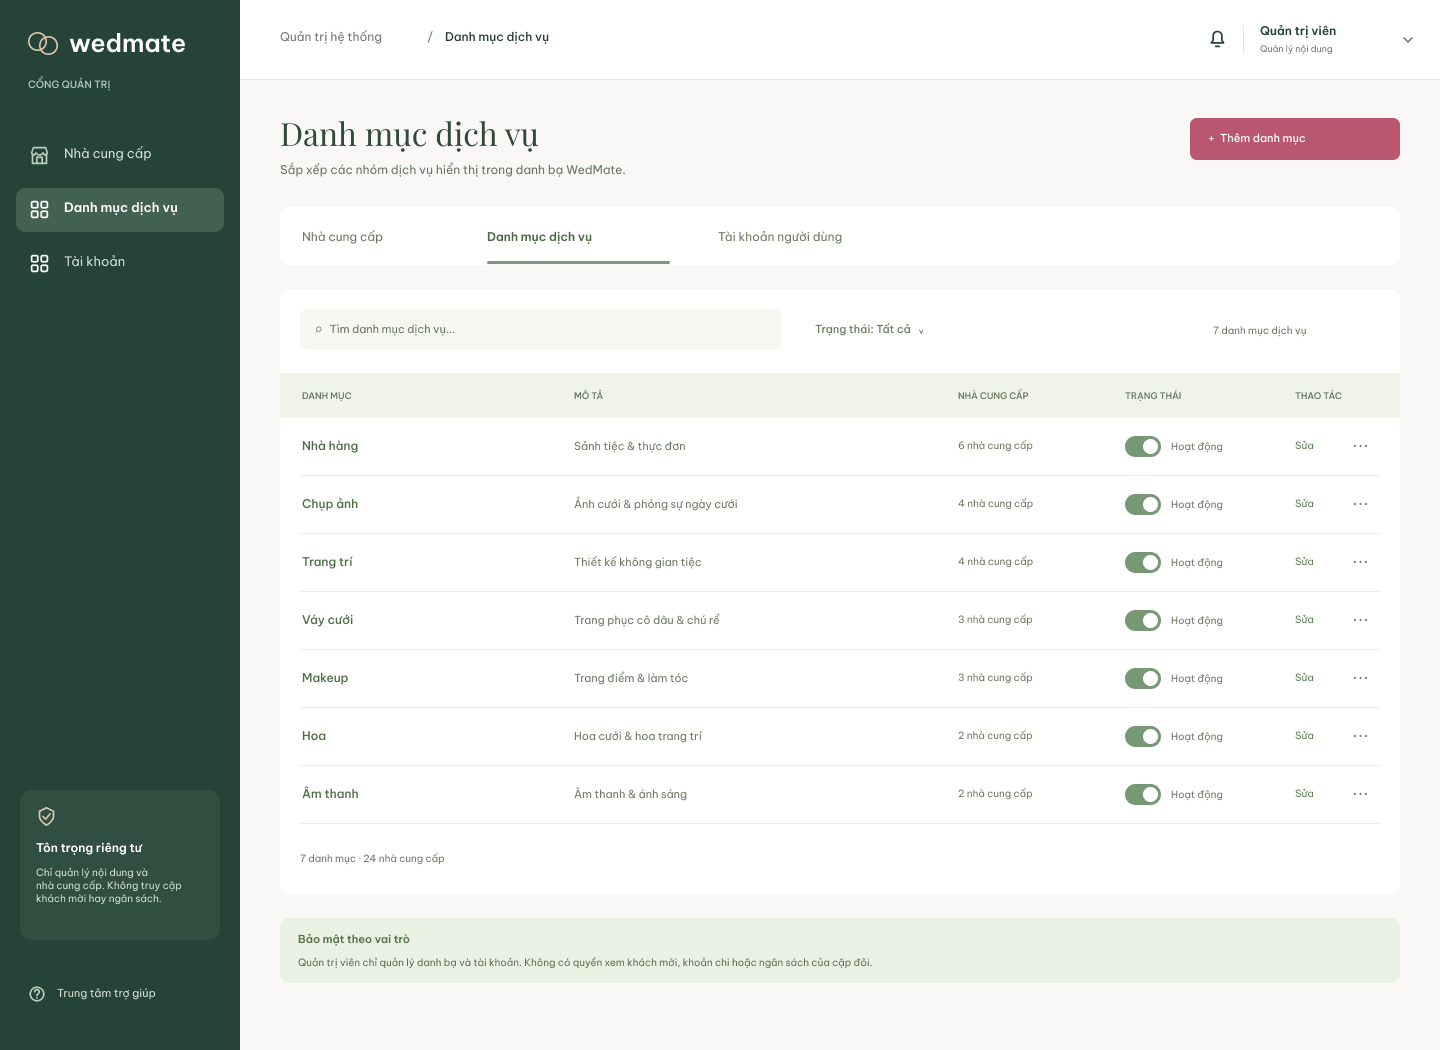 wedmate
CỔNG QUẢN TRỊ
Nhà cung cấp
Danh mục dịch vụ
Tài khoản
Tôn trọng riêng tư
Chỉ quản lý nội dung và
nhà cung cấp. Không truy cập
khách mời hay ngân sách.
Trung tâm trợ giúp
Quản trị hệ thống / Danh mục dịch vụ
Quản trị viên
Quản lý nội dung
Danh mục dịch vụ
Sắp xếp các nhóm dịch vụ hiển thị trong danh bạ WedMate.
+ Thêm danh mục
Nhà cung cấp Danh mục dịch vụ Tài khoản người dùng
⌕ Tìm danh mục dịch vụ... Trạng thái: Tất cả ˅ 7 danh mục dịch vụ
DANH MỤC MÔ TẢ NHÀ CUNG CẤP TRẠNG THÁI THAO TÁC
Nhà hàng Sảnh tiệc & thực đơn 6 nhà cung cấp Hoạt động Sửa ···
Chụp ảnh Ảnh cưới & phóng sự ngày cưới 4 nhà cung cấp Hoạt động Sửa ···
Trang trí Thiết kế không gian tiệc 4 nhà cung cấp Hoạt động Sửa ···
Váy cưới Trang phục cô dâu & chú rể 3 nhà cung cấp Hoạt động Sửa ···
Makeup Trang điểm & làm tóc 3 nhà cung cấp Hoạt động Sửa ···
Hoa Hoa cưới & hoa trang trí 2 nhà cung cấp Hoạt động Sửa ···
Âm thanh Âm thanh & ánh sáng 2 nhà cung cấp Hoạt động Sửa ···
7 danh mục · 24 nhà cung cấp
Bảo mật theo vai trò
Quản trị viên chỉ quản lý danh bạ và tài khoản. Không có quyền xem khách mời, khoản chi hoặc ngân sách của cặp đôi.